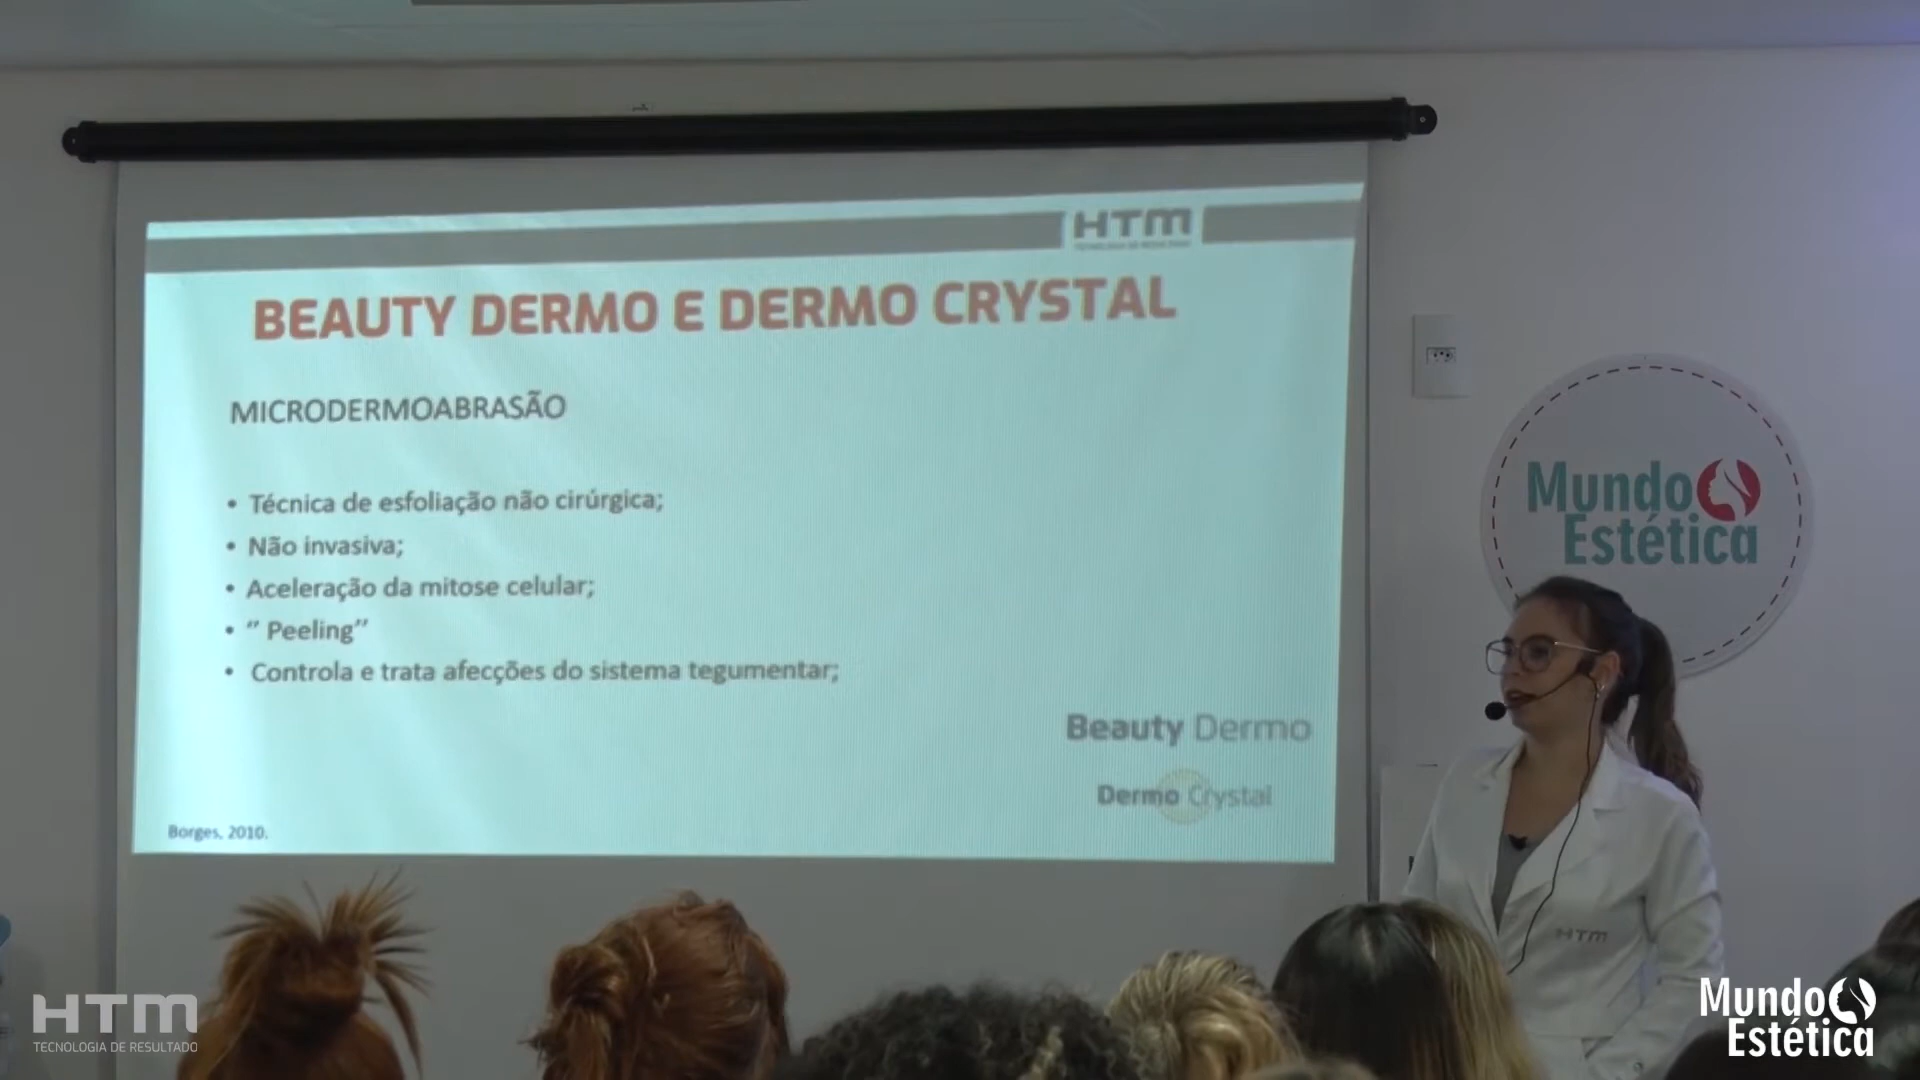 HTM
BEAUTY DERMO E DERMO CRYSTAL
MICRODERMOABRASÃO
• Técnica de esfoliação não cirúrgica;
• Não invasiva;
• Aceleração da mitose celular;
• " Peeling"
• Controla e trata afecções do sistema tegumentar;
Beauty Dermo
Dermo Crystal
Borges, 2010.
Mundo
Estética
HTM
HTM
TECNOLOGIA DE RESULTADO
Mundo
Estética